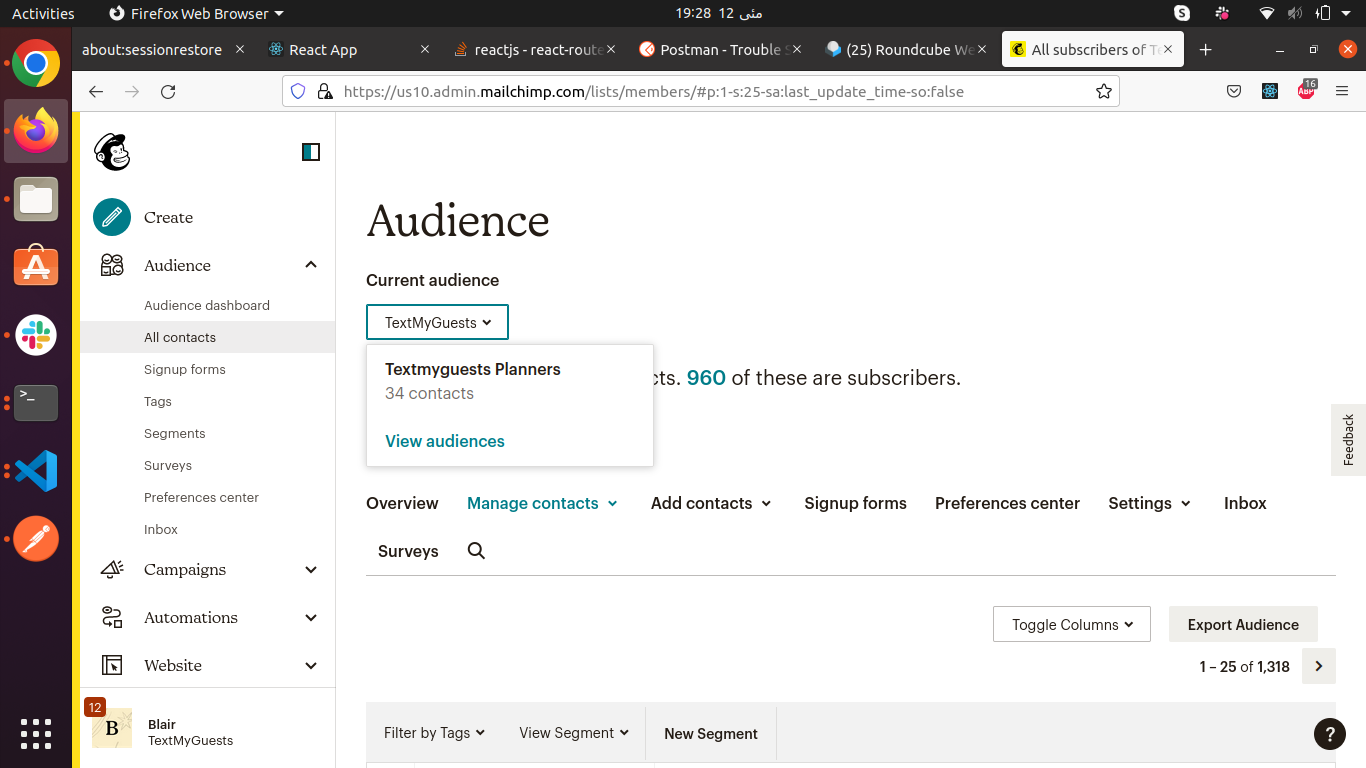 Activities
Firefox Web Browser
19:28 12 مئی
about:sessionrestore
React App
reactjs - react-route
Postman - Trouble S
(25) Roundcube We
All subscribers of Te
https://us10.admin.mailchimp.com/lists/members/#p:1-s:25-sa:last_update_time-so:false
16
ABP
Create
Audience
Audience dashboard
All contacts
Signup forms
Tags
Segments
Surveys
Preferences center
Inbox
Campaigns
Automations
Website
12
B
Blair
TextMyGuests
Audience
Current audience
TextMyGuests
Textmyguests Planners
34 contacts
View audiences
cts. 960 of these are subscribers.
Feedback
Overview
Manage contacts
Add contacts
Signup forms
Preferences center
Settings
Inbox
Surveys
Toggle Columns
Export Audience
1 – 25 of 1,318
Filter by Tags
View Segment
New Segment
?